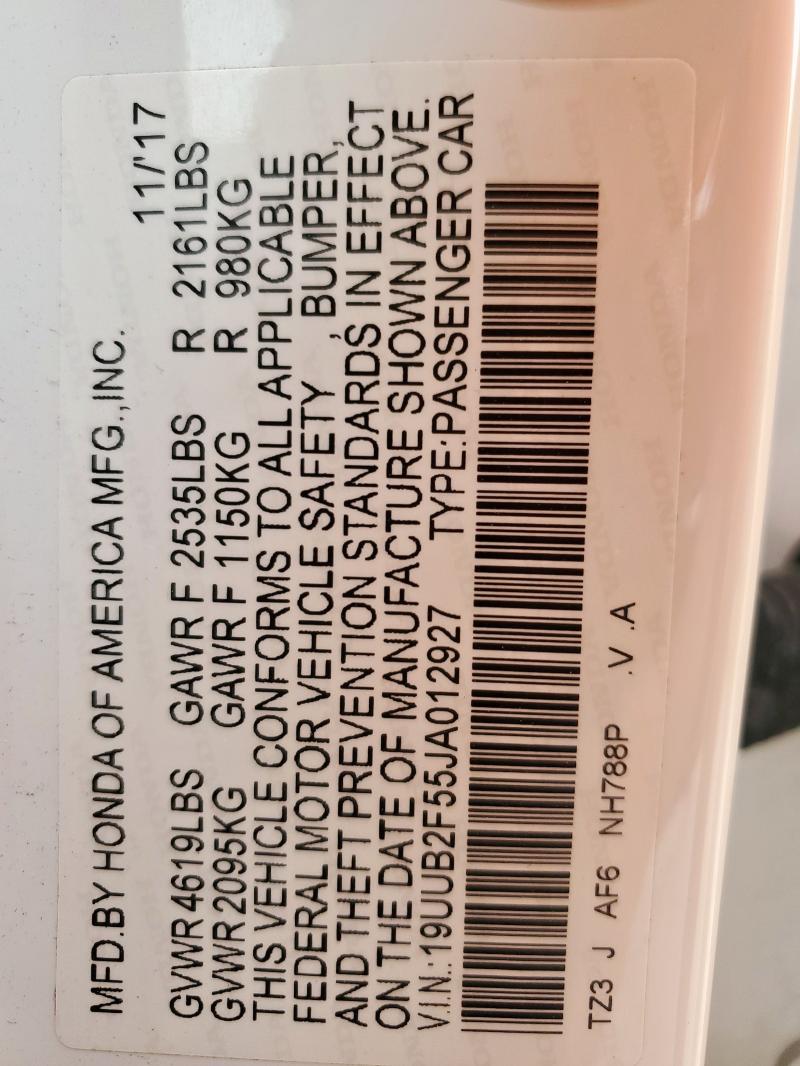 MFD.BY HONDA OF AMERICA MFG.,INC.
11/'17
GVWR 4619LBS GAWR F 2535LBS R 2161LBS
GVWR 2095KG GAWR F 1150KG R 980KG
THIS VEHICLE CONFORMS TO ALL APPLICABLE
FEDERAL MOTOR VEHICLE SAFETY , BUMPER,
AND THEFT PREVENTION STANDARDS IN EFFECT
ON THE DATE OF MANUFACTURE SHOWN ABOVE.
V.I.N.:19UUB2F55JA012927 TYPE:PASSENGER CAR
TZ3 J AF6 NH788P .V .A